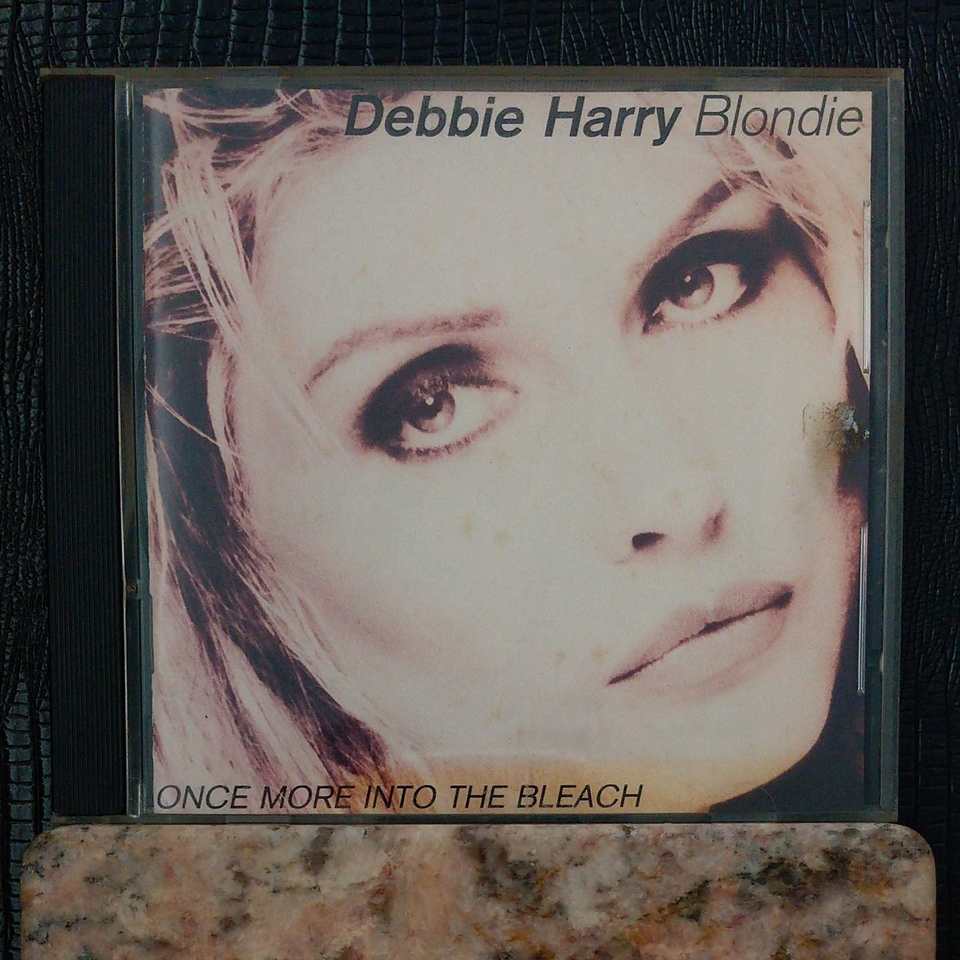 Debbie Harry Blondie
ONCE MORE INTO THE BLEACH